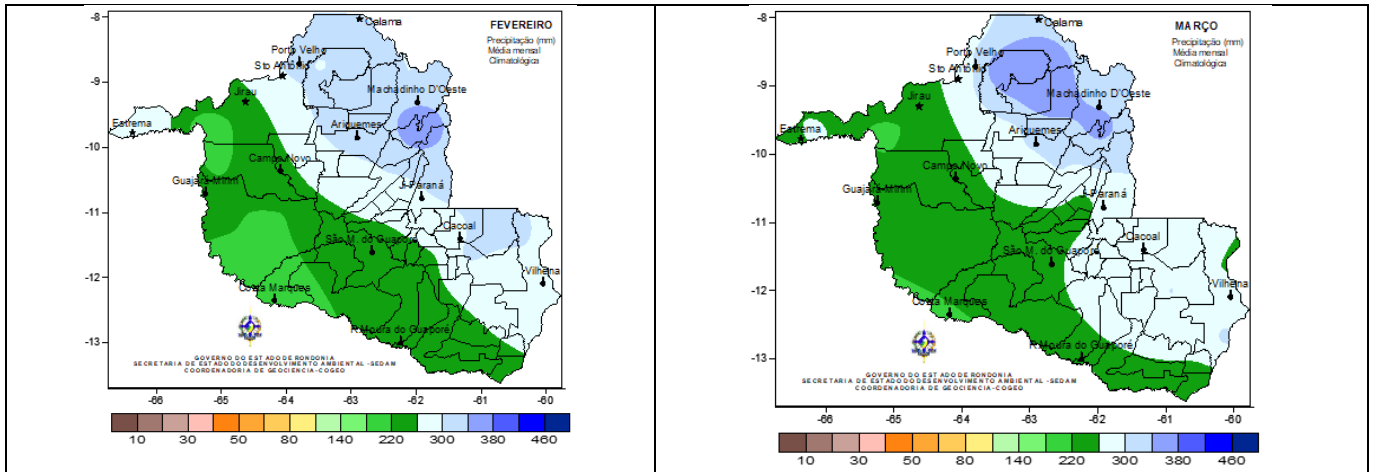 FEVEREIRO
Precipitação (mm)
Média mensal
Climatológica
-8
-9
-10
-11
-12
-13
Calama
Porto Velho
Sto Antônio
Machadinho D'Oeste
Jirau
Estrema
Ariquemes
Campo Novo
Guajará-Mirim
Ji Paraná
Cacoal
São M. do Guaporé
Vilhena
Costa Marques
R.Moura do Guaporé
GOVERNO DO ESTADO DE RONDONIA
SECRETARIA DE ESTADO DO DESENVOLVIMENTO AMBIENTAL -SEDAM
COORDENADORIA DE GEOCIENCIA-COGEO
-66 -65 -64 -63 -62 -61 -60
10 30 50 80 140 220 300 380 460
MARÇO
Precipitação (mm)
Média mensal
Climatológica
-8
-9
-10
-11
-12
-13
Calama
Porto Velho
Sto Antônio
Machadinho D'Oeste
Jirau
Estrema
Ariquemes
Campo Novo
Guajará-Mirim
Paraná
Cacoal
São M. do Guaporé
Vilhena
Costa Marques
R.Moura do Guaporé
GOVERNO DO ESTADO DE RONDONIA
SECRETARIA DE ESTADO DO DESENVOLVIMENTO AMBIENTAL -SEDAM
COORDENADORIA DE GEOCIENCIA-COGEO
-66 -65 -64 -63 -62 -61 -60
10 30 50 80 140 220 300 380 460